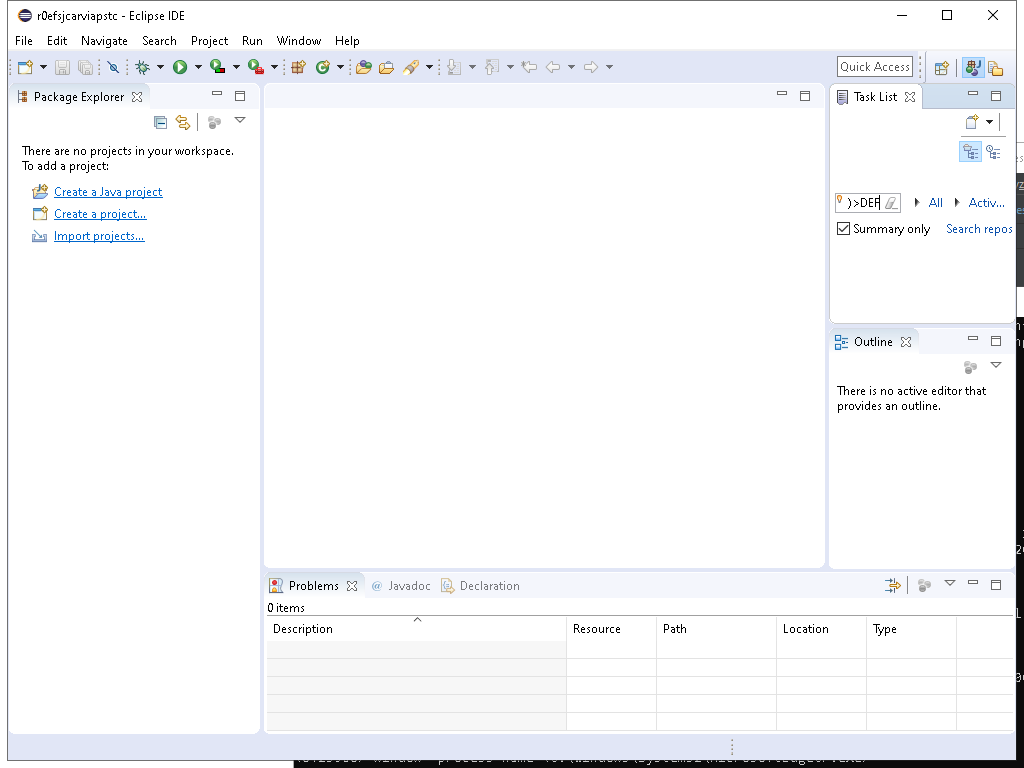 r0efsjcarviapstc - Eclipse IDE
File Edit Navigate Search Project Run Window Help
Quick Access
Package Explorer
Task List
There are no projects in your workspace.
To add a project:
Create a Java project
Create a project...
Import projects...
)>DEF All Activ...
Summary only Search repos
Outline
There is no active editor that
provides an outline.
Problems @ Javadoc Declaration
0 items
Description Resource Path Location Type